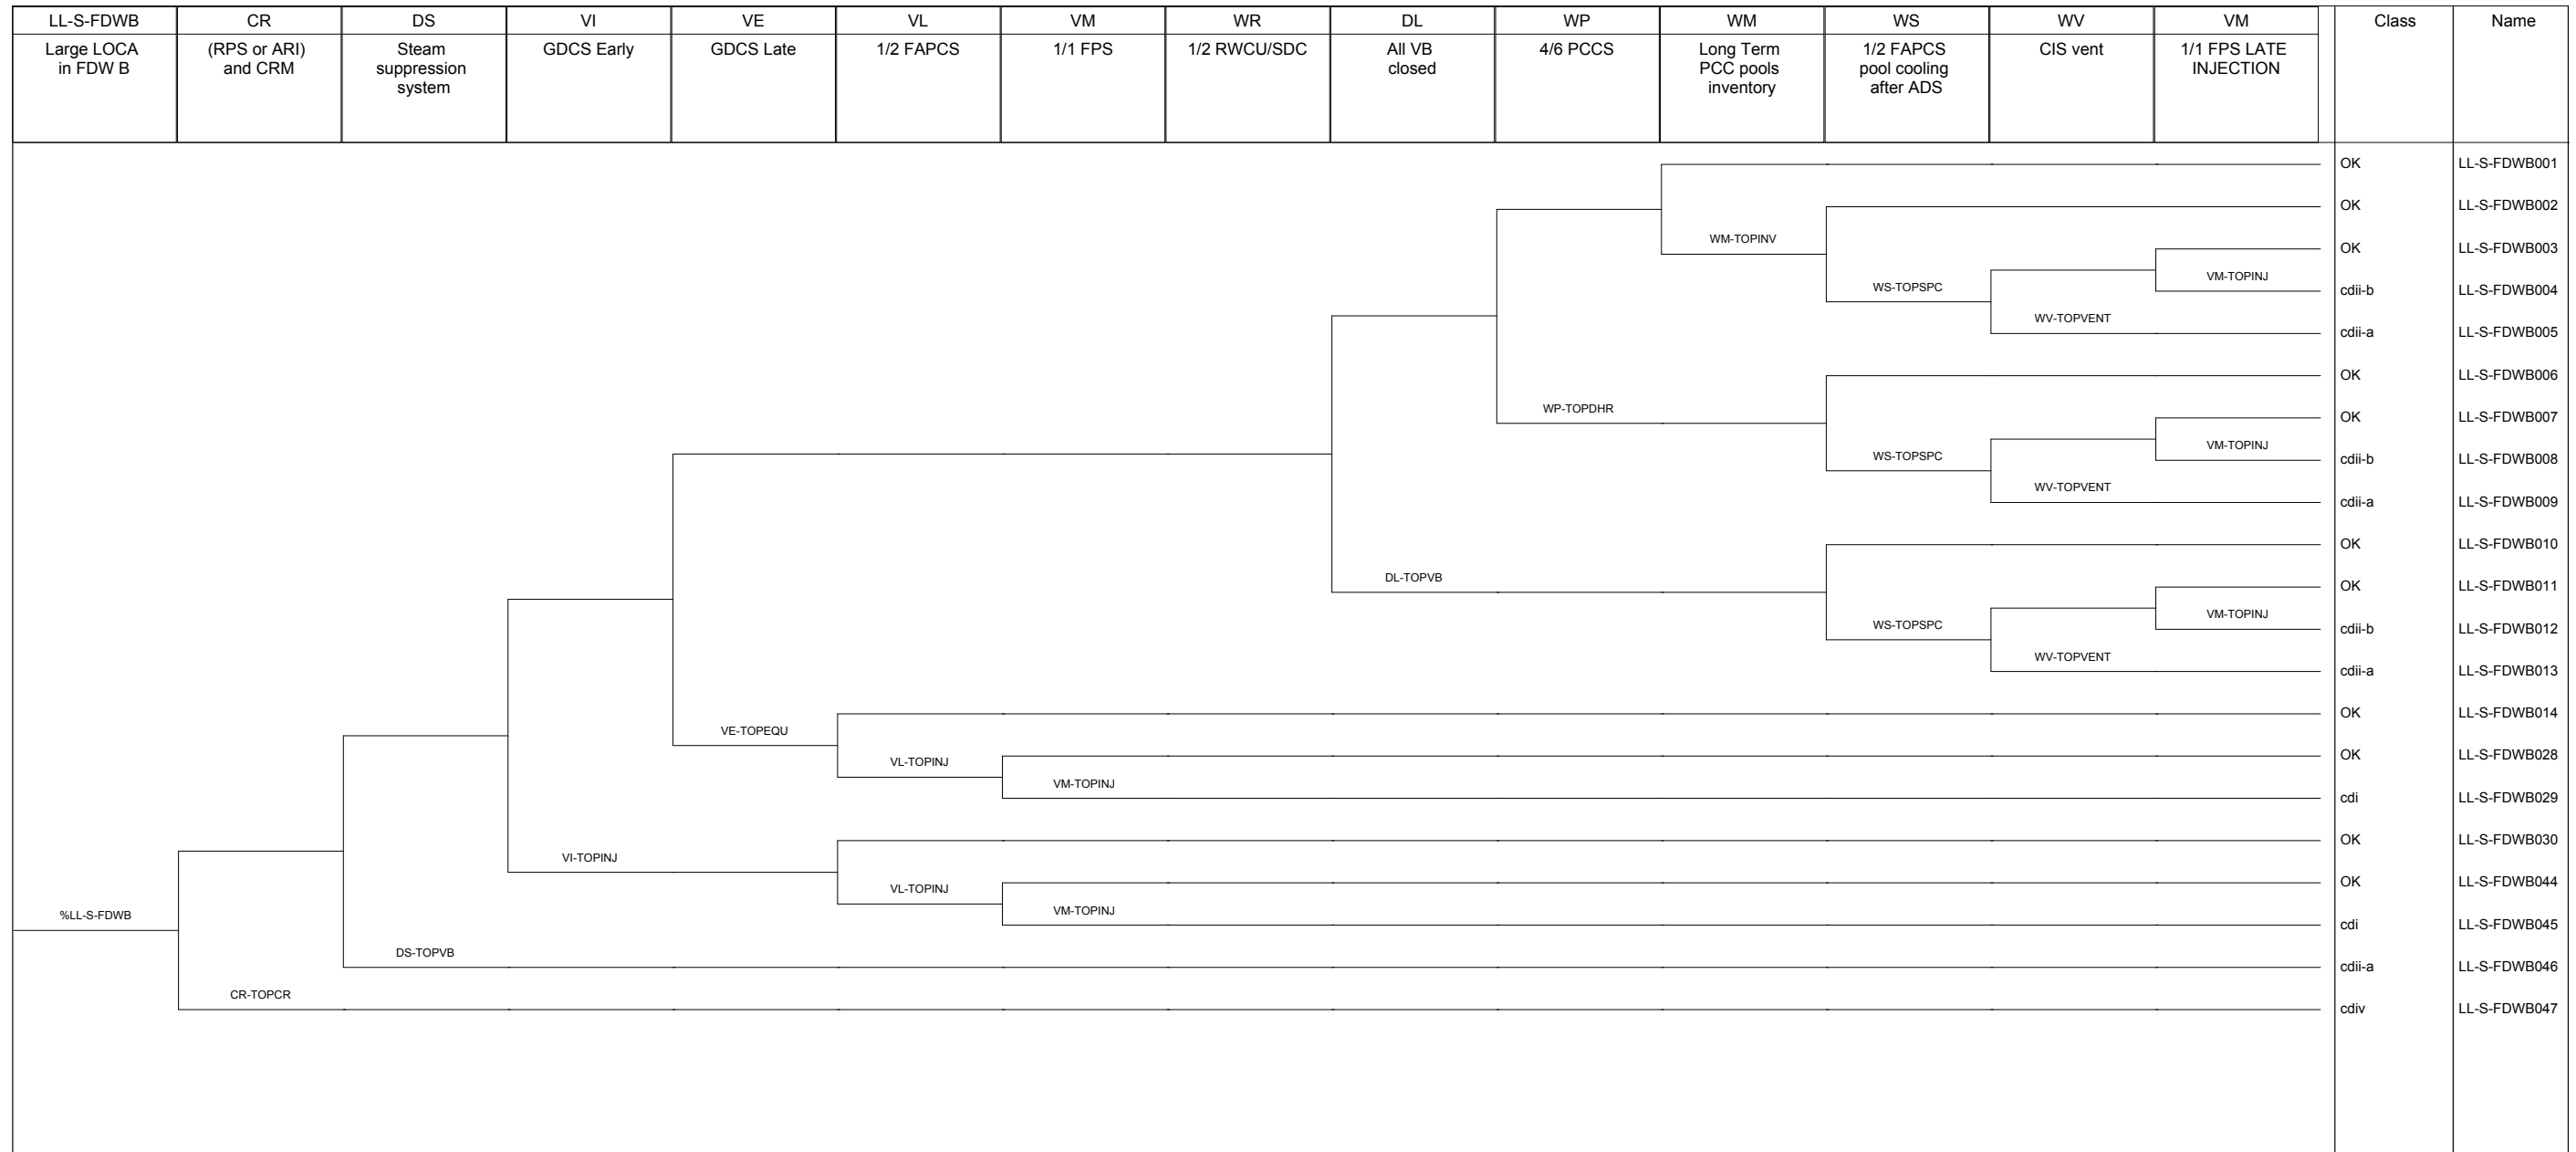 LL-S-FDWB
CR
DS
VI
VE
VL
VM
WR
DL
WP
WM
WS
WV
VM
Class
Name
Large LOCA
in FDW B
(RPS or ARI)
and CRM
Steam
suppression
system
GDCS Early
GDCS Late
1/2 FAPCS
1/1 FPS
1/2 RWCU/SDC
All VB
closed
4/6 PCCS
Long Term
PCC pools
inventory
1/2 FAPCS
pool cooling
after ADS
CIS vent
1/1 FPS LATE
INJECTION
OK LL-S-FDWB001
OK LL-S-FDWB002
WM-TOPINV
OK LL-S-FDWB003
VM-TOPINJ
WS-TOPSPC
cdii-b LL-S-FDWB004
WV-TOPVENT
cdii-a LL-S-FDWB005
OK LL-S-FDWB006
WP-TOPDHR
OK LL-S-FDWB007
VM-TOPINJ
WS-TOPSPC
cdii-b LL-S-FDWB008
WV-TOPVENT
cdii-a LL-S-FDWB009
OK LL-S-FDWB010
DL-TOPVB
OK LL-S-FDWB011
VM-TOPINJ
WS-TOPSPC
cdii-b LL-S-FDWB012
WV-TOPVENT
cdii-a LL-S-FDWB013
OK LL-S-FDWB014
VE-TOPEQU
OK LL-S-FDWB028
VL-TOPINJ
VM-TOPINJ
cdi LL-S-FDWB029
OK LL-S-FDWB030
VI-TOPINJ
OK LL-S-FDWB044
VL-TOPINJ
VM-TOPINJ
%LL-S-FDWB
cdi LL-S-FDWB045
DS-TOPVB
cdii-a LL-S-FDWB046
CR-TOPCR
cdiv LL-S-FDWB047